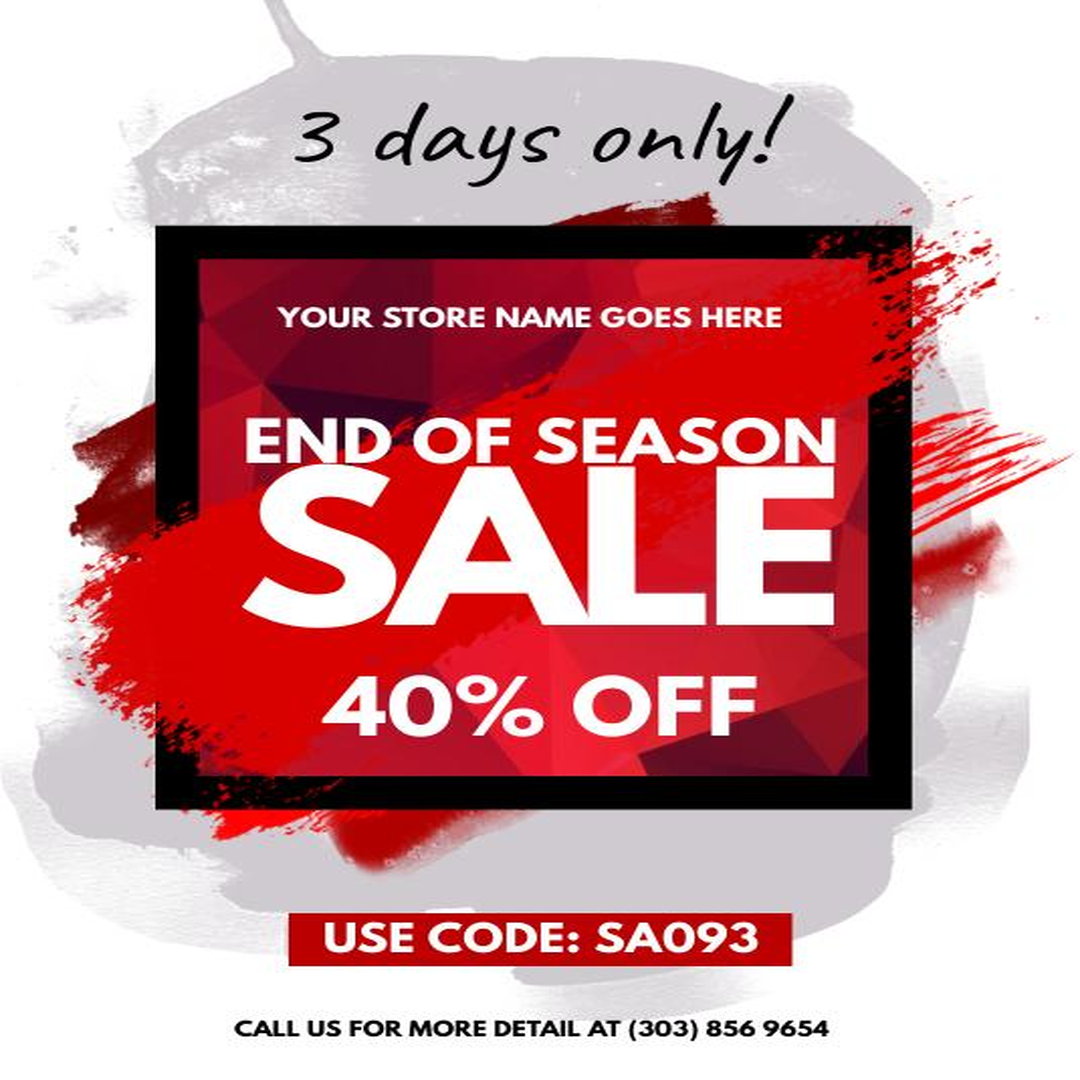 3 days only!
YOUR STORE NAME GOES HERE
END OF SEASON
SALE
40% OFF
USE CODE: SA093
CALL US FOR MORE DETAIL AT (303) 856 9654